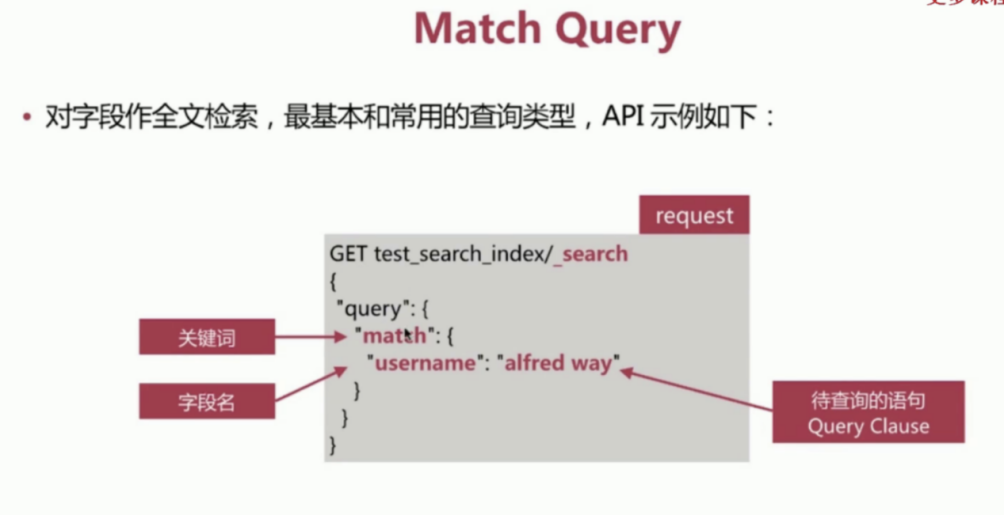 Match Query
• 对字段作全文检索，最基本和常用的查询类型，API 示例如下：
request
GET test_search_index/_search
{
"query": {
关键词
"match": {
"username": "alfred way"
字段名
}
待查询的语句
Query Clause
}
}